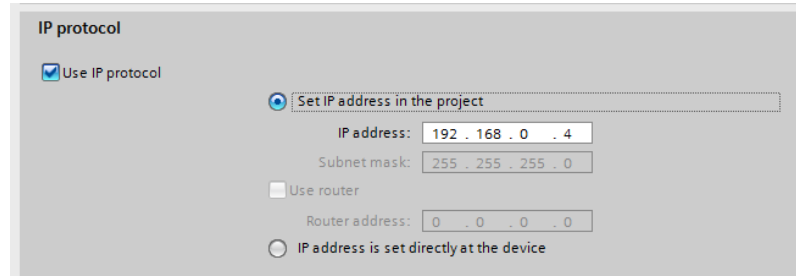 IP protocol
Use IP protocol
Set IP address in the project
IP address: 192 . 168 . 0 . 4
Subnet mask: 255 . 255 . 255 . 0
Use router
Router address: 0 . 0 . 0 . 0
IP address is set directly at the device